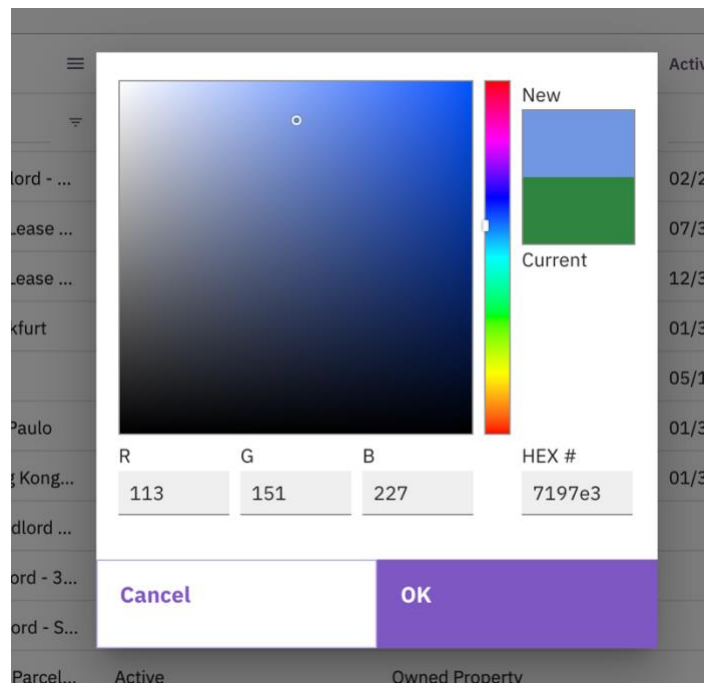 Activ
New
lord - ...
02/2
Lease ...
07/3
Current
Lease ...
12/3
kfurt
01/3
05/1
Paulo
01/3
R G B HEX #
g Kong...
01/3
113 151 227 7197e3
dlord ...
ord - 3...
Cancel OK
ord - S...
Parcel... Active Owned Property